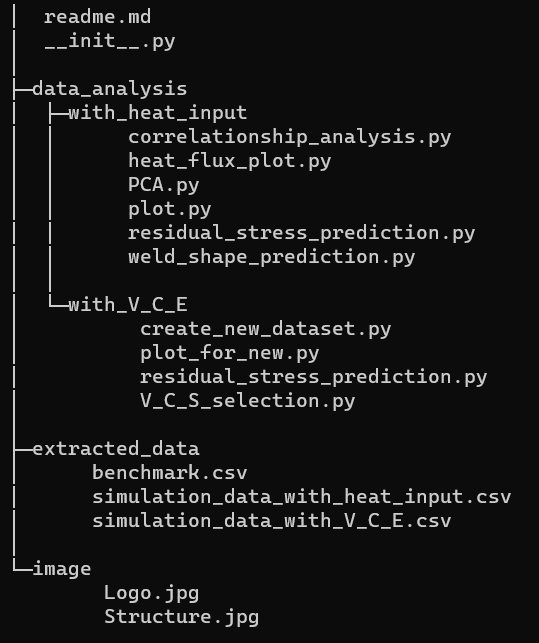 readme.md
__init__.py
data_analysis
with_heat_input
correlationship_analysis.py
heat_flux_plot.py
PCA.py
plot.py
residual_stress_prediction.py
weld_shape_prediction.py
with_V_C_E
create_new_dataset.py
plot_for_new.py
residual_stress_prediction.py
V_C_S_selection.py
extracted_data
benchmark.csv
simulation_data_with_heat_input.csv
simulation_data_with_V_C_E.csv
image
Logo.jpg
Structure.jpg